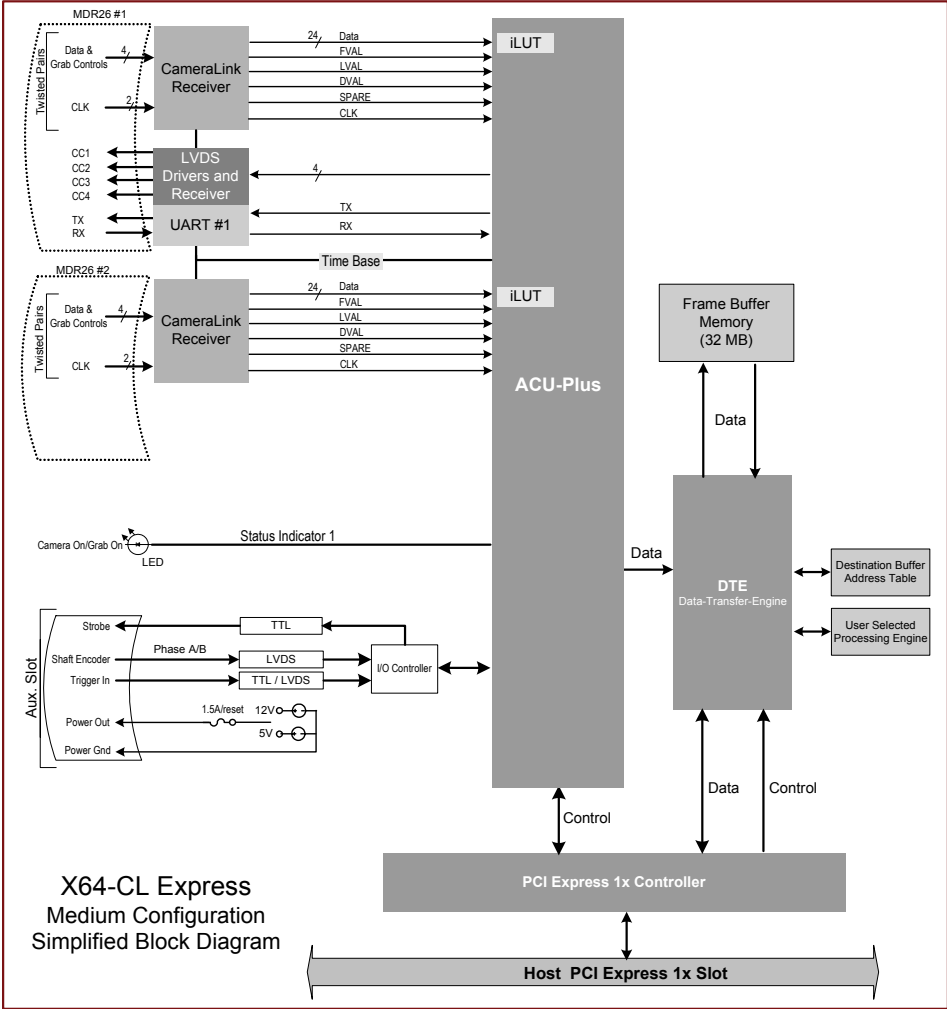 MDR26 #1
Twisted Pairs
Data &
Grab Controls
4
CLK
2
CameraLink
Receiver
24
Data
FVAL
LVAL
DVAL
SPARE
CLK
iLUT
CC1
CC2
CC3
CC4
TX
RX
LVDS
Drivers and
Receiver
UART #1
4
TX
RX
Time Base
MDR26 #2
Twisted Pairs
Data &
Grab Controls
4
CLK
2
CameraLink
Receiver
24
Data
FVAL
LVAL
DVAL
SPARE
CLK
iLUT
ACU-Plus
Frame Buffer
Memory
(32 MB)
Data
Camera On/Grab On
LED
Status Indicator 1
Data
DTE
Data-Transfer-Engine
Destination Buffer
Address Table
User Selected
Processing Engine
Aux. Slot
Strobe
TTL
Shaft Encoder
Phase A/B
LVDS
Trigger In
TTL / LVDS
I/O Controller
Power Out
1.5A/reset
12V
5V
Power Gnd
Control
Data
Control
PCI Express 1x Controller
X64-CL Express
Medium Configuration
Simplified Block Diagram
Host PCI Express 1x Slot